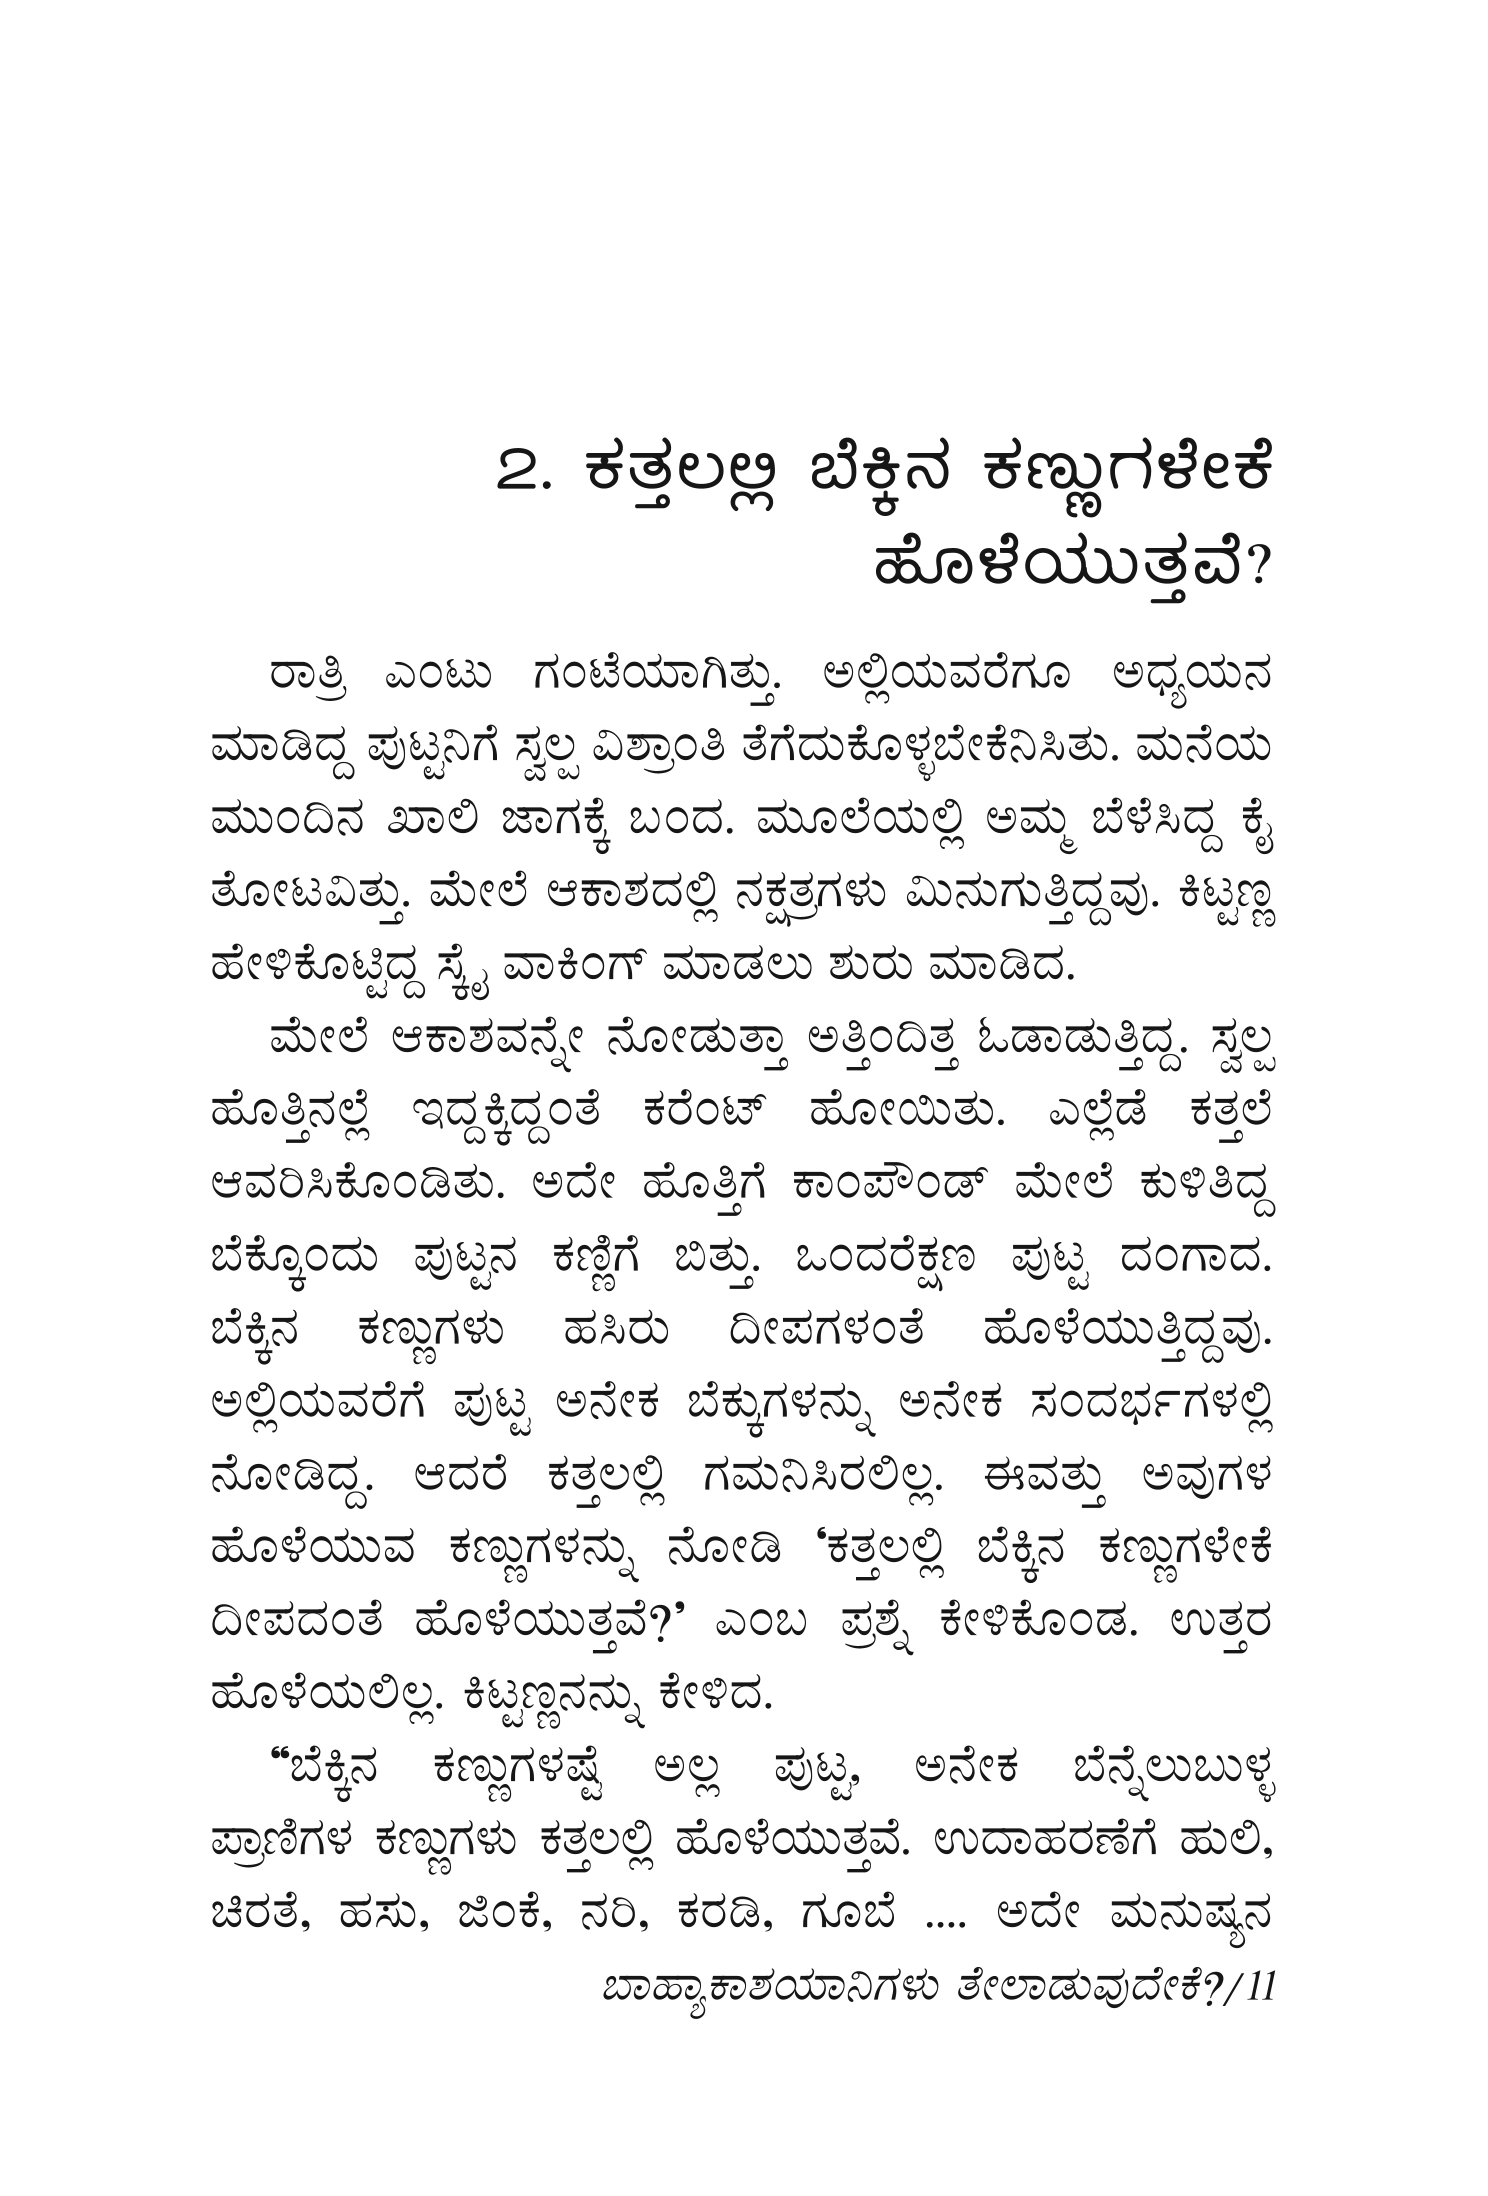 ೨. ಕತ್ತಲಲ್ಲಿ ಬೆಕ್ಕಿನ ಕಣ್ಣುಗಳೇಕೆ
ಹೊಳೆಯುತ್ತವೆ?
ರಾತ್ರಿ ಎಂಟು ಗಂಟೆಯಾಗಿತ್ತು. ಅಲ್ಲಿಯವರೆಗೂ ಅಧ್ಯಯನ
ಮಾಡಿದ್ದ ಪುಟ್ಟನಿಗೆ ಸ್ವಲ್ಪ ವಿಶ್ರಾಂತಿ ತೆಗೆದುಕೊಳ್ಳಬೇಕೆನಿಸಿತು. ಮನೆಯ
ಮುಂದಿನ ಖಾಲಿ ಜಾಗಕ್ಕೆ ಬಂದ. ಮೂಲೆಯಲ್ಲಿ ಅಮ್ಮ ಬೆಳೆಸಿದ್ದ ಕೈ
ತೋಟವಿತ್ತು. ಮೇಲೆ ಆಕಾಶದಲ್ಲಿ ನಕ್ಷತ್ರಗಳು ಮಿನುಗುತ್ತಿದ್ದವು. ಕಿಟ್ಟಣ್ಣ
ಹೇಳಿಕೊಟ್ಟಿದ್ದ ಸ್ಕೈ ವಾಕಿಂಗ್ ಮಾಡಲು ಶುರು ಮಾಡಿದ.
ಮೇಲೆ ಆಕಾಶವನ್ನೇ ನೋಡುತ್ತಾ ಅತ್ತಿಂದಿತ್ತ ಓಡಾಡುತ್ತಿದ್ದ. ಸ್ವಲ್ಪ
ಹೊತ್ತಿನಲ್ಲೆ ಇದ್ದಕ್ಕಿದ್ದಂತೆ ಕರೆಂಟ್ ಹೋಯಿತು. ಎಲ್ಲೆಡೆ ಕತ್ತಲೆ
ಆವರಿಸಿಕೊಂಡಿತು. ಅದೇ ಹೊತ್ತಿಗೆ ಕಾಂಪೌಂಡ್ ಮೇಲೆ ಕುಳಿತಿದ್ದ
ಬೆಕ್ಕೊಂದು ಪುಟ್ಟನ ಕಣ್ಣಿಗೆ ಬಿತ್ತು. ಒಂದರೆಕ್ಷಣ ಪುಟ್ಟ ದಂಗಾದ.
ಬೆಕ್ಕಿನ ಕಣ್ಣುಗಳು ಹಸಿರು ದೀಪಗಳಂತೆ ಹೊಳೆಯುತ್ತಿದ್ದವು.
ಅಲ್ಲಿಯವರೆಗೆ ಪುಟ್ಟ ಅನೇಕ ಬೆಕ್ಕುಗಳನ್ನು ಅನೇಕ ಸಂದರ್ಭಗಳಲ್ಲಿ
ನೋಡಿದ್ದ. ಆದರೆ ಕತ್ತಲಲ್ಲಿ ಗಮನಿಸಿರಲಿಲ್ಲ. ಈವತ್ತು ಅವುಗಳ
ಹೊಳೆಯುವ ಕಣ್ಣುಗಳನ್ನು ನೋಡಿ ‘ಕತ್ತಲಲ್ಲಿ ಬೆಕ್ಕಿನ ಕಣ್ಣುಗಳೇಕೆ
ದೀಪದಂತೆ ಹೊಳೆಯುತ್ತವೆ?’ ಎಂಬ ಪ್ರಶ್ನೆ ಕೇಳಿಕೊಂಡ. ಉತ್ತರ
ಹೊಳೆಯಲಿಲ್ಲ. ಕಿಟ್ಟಣ್ಣನನ್ನು ಕೇಳಿದ.
“ಬೆಕ್ಕಿನ ಕಣ್ಣುಗಳಷ್ಟೆ ಅಲ್ಲ ಪುಟ್ಟ, ಅನೇಕ ಬೆನ್ನೆಲುಬುಳ್ಳ
ಪ್ರಾಣಿಗಳ ಕಣ್ಣುಗಳು ಕತ್ತಲಲ್ಲಿ ಹೊಳೆಯುತ್ತವೆ. ಉದಾಹರಣೆಗೆ ಹುಲಿ,
ಚಿರತೆ, ಹಸು, ಜಿಂಕೆ, ನರಿ, ಕರಡಿ, ಗೂಬೆ .... ಅದೇ ಮನುಷ್ಯನ
ಬಾಹ್ಯಾಕಾಶಯಾನಿಗಳು ತೇಲಾಡುವುದೇಕೆ?/11